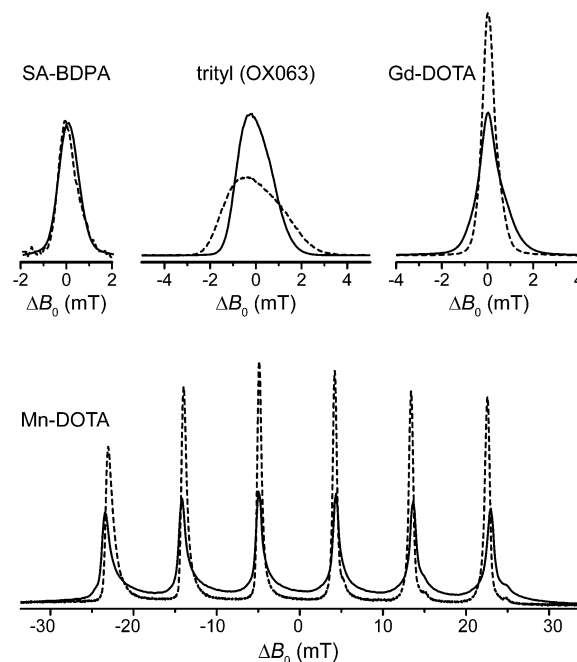 SA-BDPA
trityl (OX063)
Gd-DOTA
-2 0 2
-4 -2 0 2 4
-4 -2 0 2 4
ΔB₀ (mT)
ΔB₀ (mT)
ΔB₀ (mT)
Mn-DOTA
-30 -20 -10 0 10 20 30
ΔB₀ (mT)